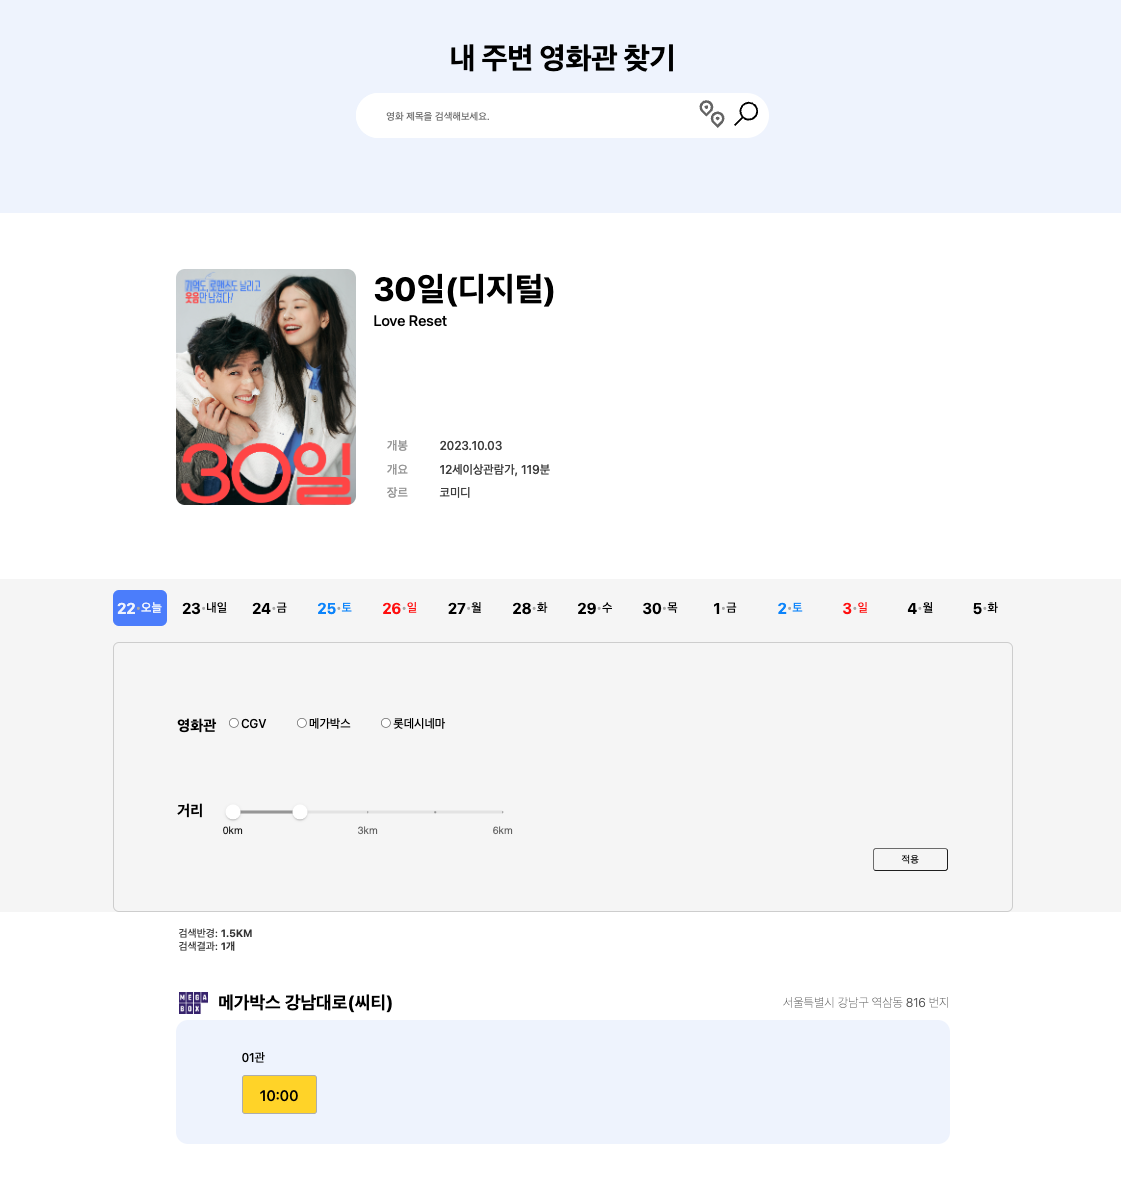 내 주변 영화관 찾기
영화 제목을 검색해보세요.
기억도, 로맨스도 날리고
웃음만 남겼다!
30일
30일(디지털)
Love Reset
개봉 2023.10.03
개요 12세이상관람가, 119분
장르 코미디
22•오늘 23•내일 24•금 25•토 26•일 27•월 28•화 29•수 30•목 1•금 2•토 3•일 4•월 5•화
영화관 CGV 메가박스 롯데시네마
거리
0km 3km 6km
적용
검색반경: 1.5KM
검색결과: 1개
MEGA
BOX
메가박스 강남대로(씨티)
서울특별시 강남구 역삼동 816 번지
01관
10:00